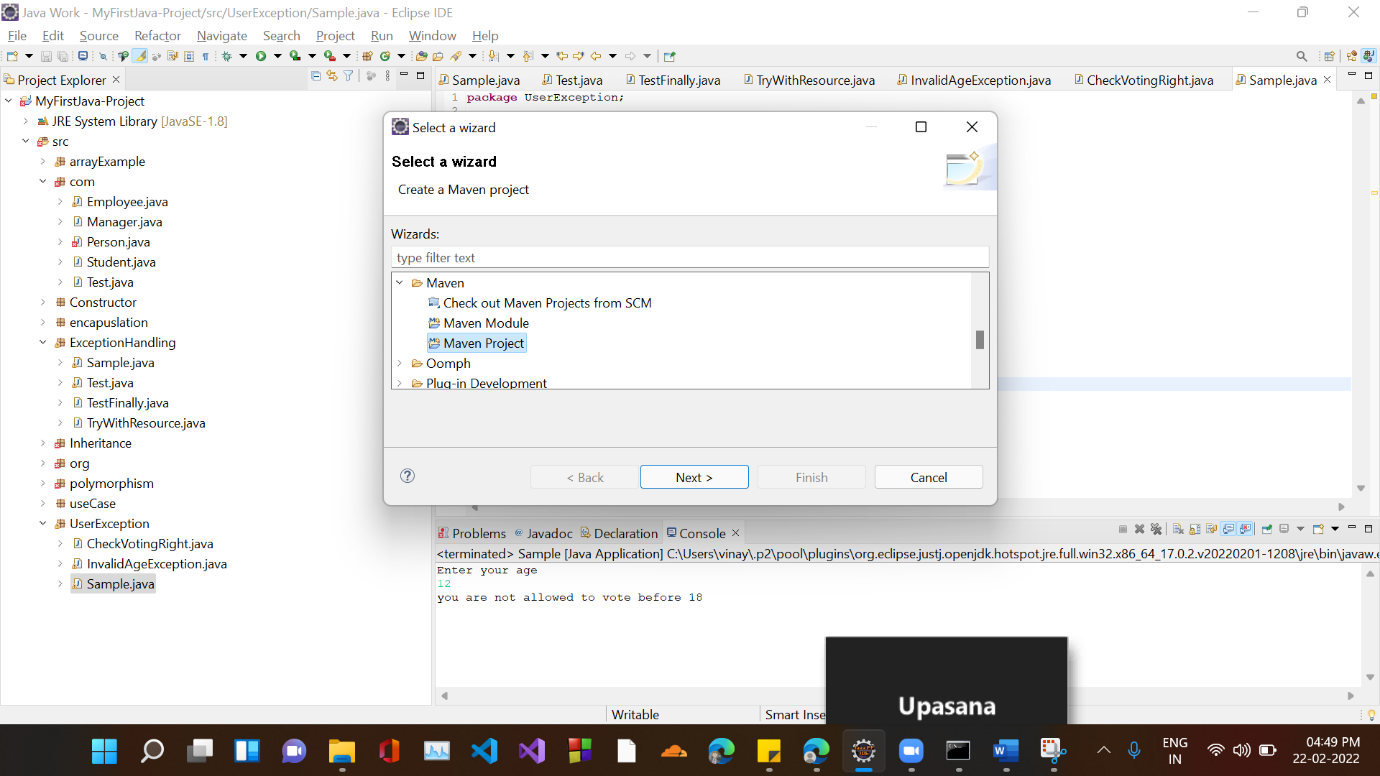 Java Work - MyFirstJava-Project/src/UserException/Sample.java - Eclipse IDE
File Edit Source Refactor Navigate Search Project Run Window Help
Project Explorer
MyFirstJava-Project
JRE System Library [JavaSE-1.8]
src
arrayExample
com
Employee.java
Manager.java
Person.java
Student.java
Test.java
Constructor
encapuslation
ExceptionHandling
Sample.java
Test.java
TestFinally.java
TryWithResource.java
Inheritance
org
polymorphism
useCase
UserException
CheckVotingRight.java
InvalidAgeException.java
Sample.java
Sample.java Test.java TestFinally.java TryWithResource.java InvalidAgeException.java CheckVotingRight.java Sample.java
1 package UserException;
Select a wizard
Select a wizard
Create a Maven project
Wizards:
type filter text
Maven
Check out Maven Projects from SCM
Maven Module
Maven Project
Oomph
Plug-in Development
< Back Next > Finish Cancel
Problems Javadoc Declaration Console
<terminated> Sample [Java Application] C:\Users\vinay\.p2\pool\plugins\org.eclipse.justj.openjdk.hotspot.jre.full.win32.x86_64_17.0.2.v20220201-1208\jre\bin\javaw.e
Enter your age
12
you are not allowed to vote before 18
Upasana
Writable Smart Inse
ENG
IN
04:49 PM
22-02-2022